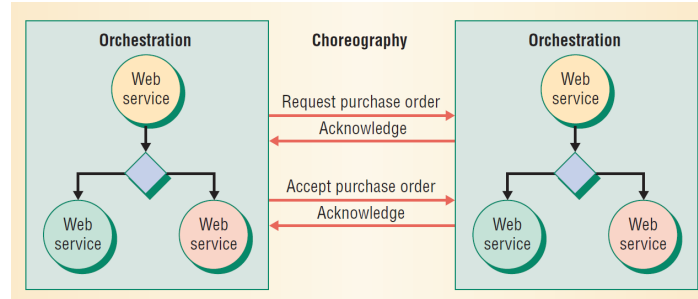 Orchestration
Choreography
Orchestration
Web
service
Web
service
Request purchase order
Acknowledge
Accept purchase order
Acknowledge
Web
service
Web
service
Web
service
Web
service